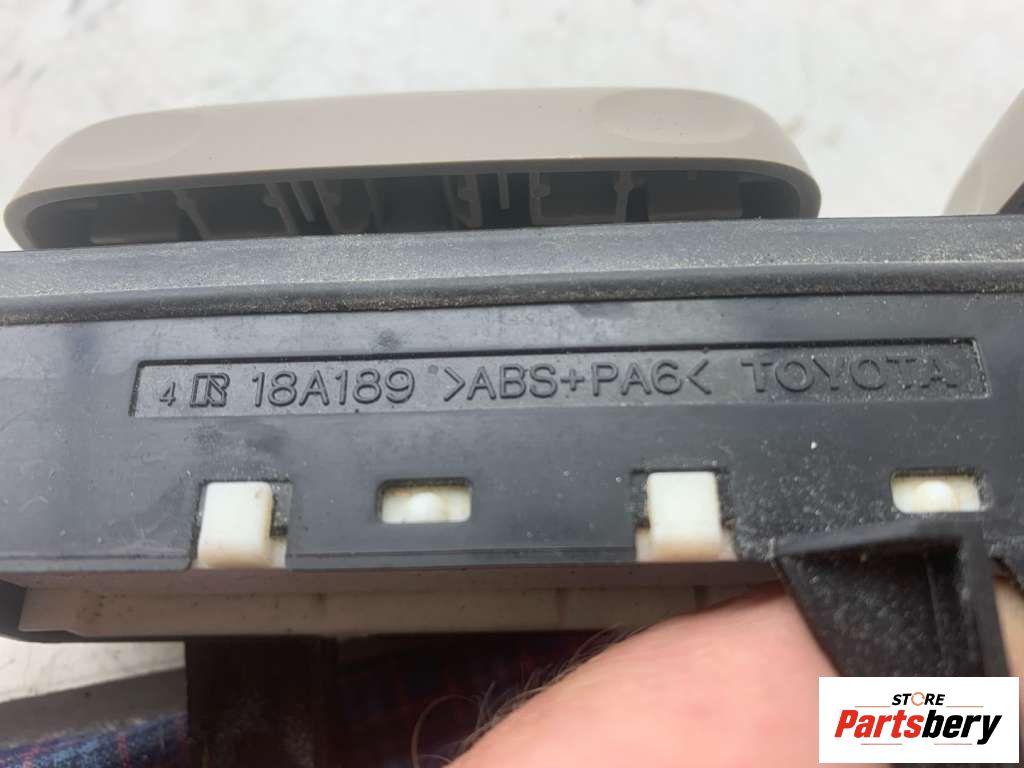 4 18A189 >ABS+PA6< TOYOTA
STORE
Partsbery